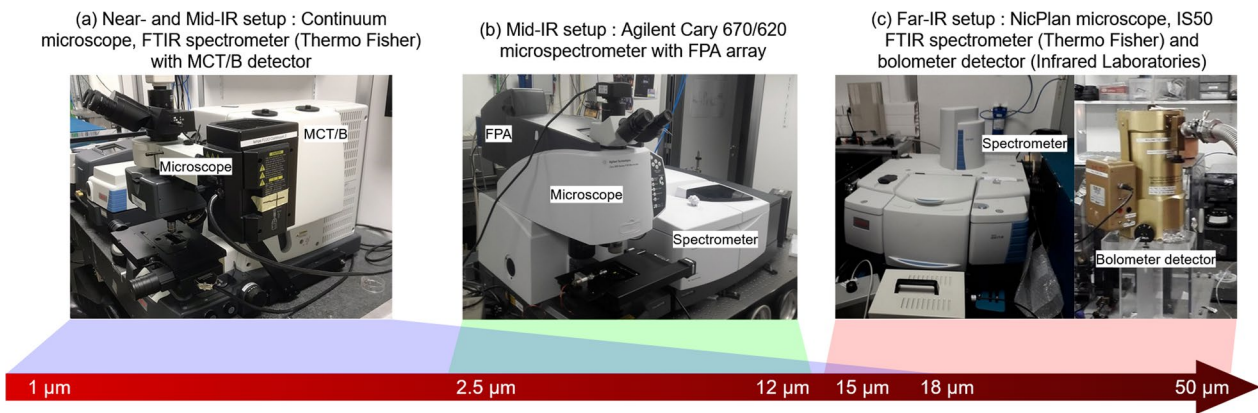 (a) Near- and Mid-IR setup : Continuum
microscope, FTIR spectrometer (Thermo Fisher)
with MCT/B detector
(b) Mid-IR setup : Agilent Cary 670/620
microspectrometer with FPA array
(c) Far-IR setup : NicPlan microscope, IS50
FTIR spectrometer (Thermo Fisher) and
bolometer detector (Infrared Laboratories)
MCT/B
Microscope
FPA
Microscope
Spectrometer
Spectrometer
Bolometer detector
1 µm
2.5 µm
12 µm
15 µm
18 µm
50 µm